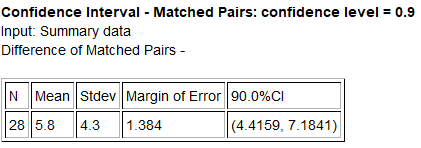 Confidence Interval - Matched Pairs: confidence level = 0.9
Input: Summary data
Difference of Matched Pairs -
N Mean Stdev Margin of Error 90.0%CI
28 5.8 4.3 1.384 (4.4159, 7.1841)